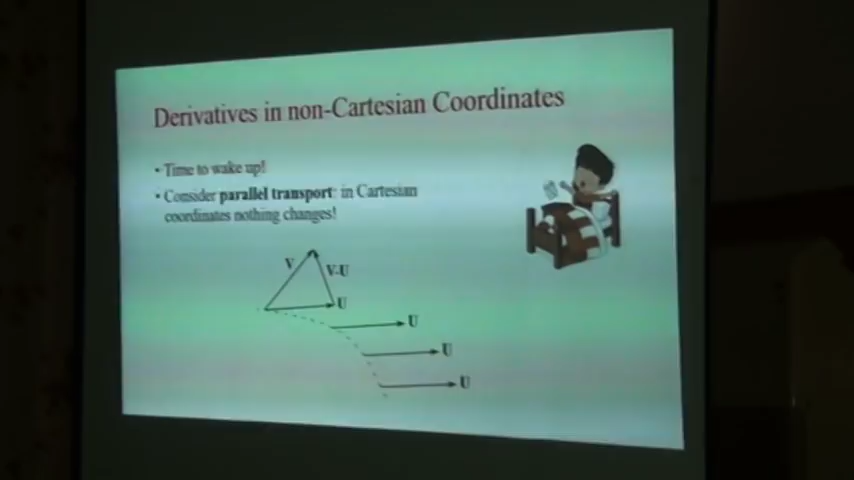 Derivatives in non-Cartesian Coordinates
• Time to wake up!
• Consider parallel transport: in Cartesian
coordinates nothing changes!
V
V-U
U
U
U
U